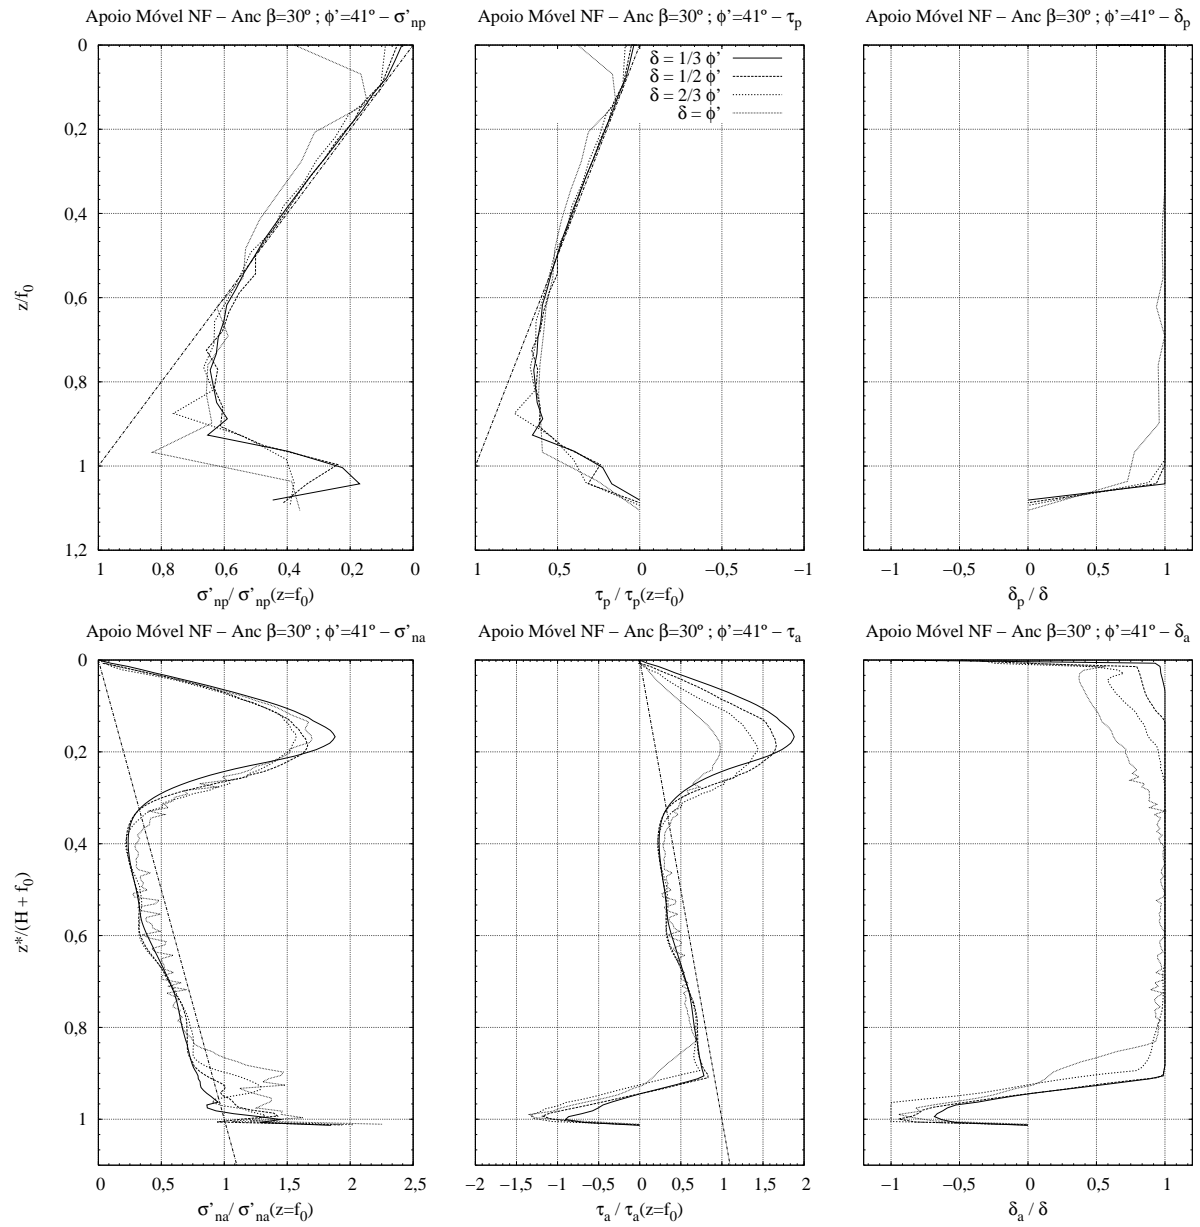 Apoio Móvel NF – Anc β=30º ; ϕ'=41º – σ'np
Apoio Móvel NF – Anc β=30º ; ϕ'=41º – τp
Apoio Móvel NF – Anc β=30º ; ϕ'=41º – δp
δ = 1/3 ϕ'
δ = 1/2 ϕ'
δ = 2/3 ϕ'
δ = ϕ'
z/f0
0
0,2
0,4
0,6
0,8
1
1,2
1 0,8 0,6 0,4 0,2 0
1 0,5 0 −0,5 −1
−1 −0,5 0 0,5 1
σ'np/ σ'np(z=f0)
τp / τp(z=f0)
δp / δ
Apoio Móvel NF – Anc β=30º ; ϕ'=41º – σ'na
Apoio Móvel NF – Anc β=30º ; ϕ'=41º – τa
Apoio Móvel NF – Anc β=30º ; ϕ'=41º – δa
z*/(H + f0)
0
0,2
0,4
0,6
0,8
1
0 0,5 1 1,5 2 2,5
−2 −1,5 −1 −0,5 0 0,5 1 1,5 2
−1 −0,5 0 0,5 1
σ'na/ σ'na(z=f0)
τa / τa(z=f0)
δa / δ